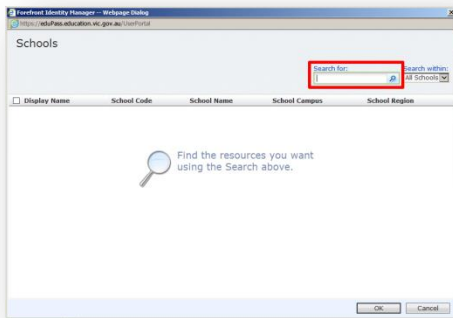 Forefront Identity Manager -- Webpage Dialog
https://eduPass.education.vic.gov.au/UserPortal
Schools
Search for:
Search within:
All Schools
Display Name School Code School Name School Campus School Region
Find the resources you want
using the Search above.
OK Cancel